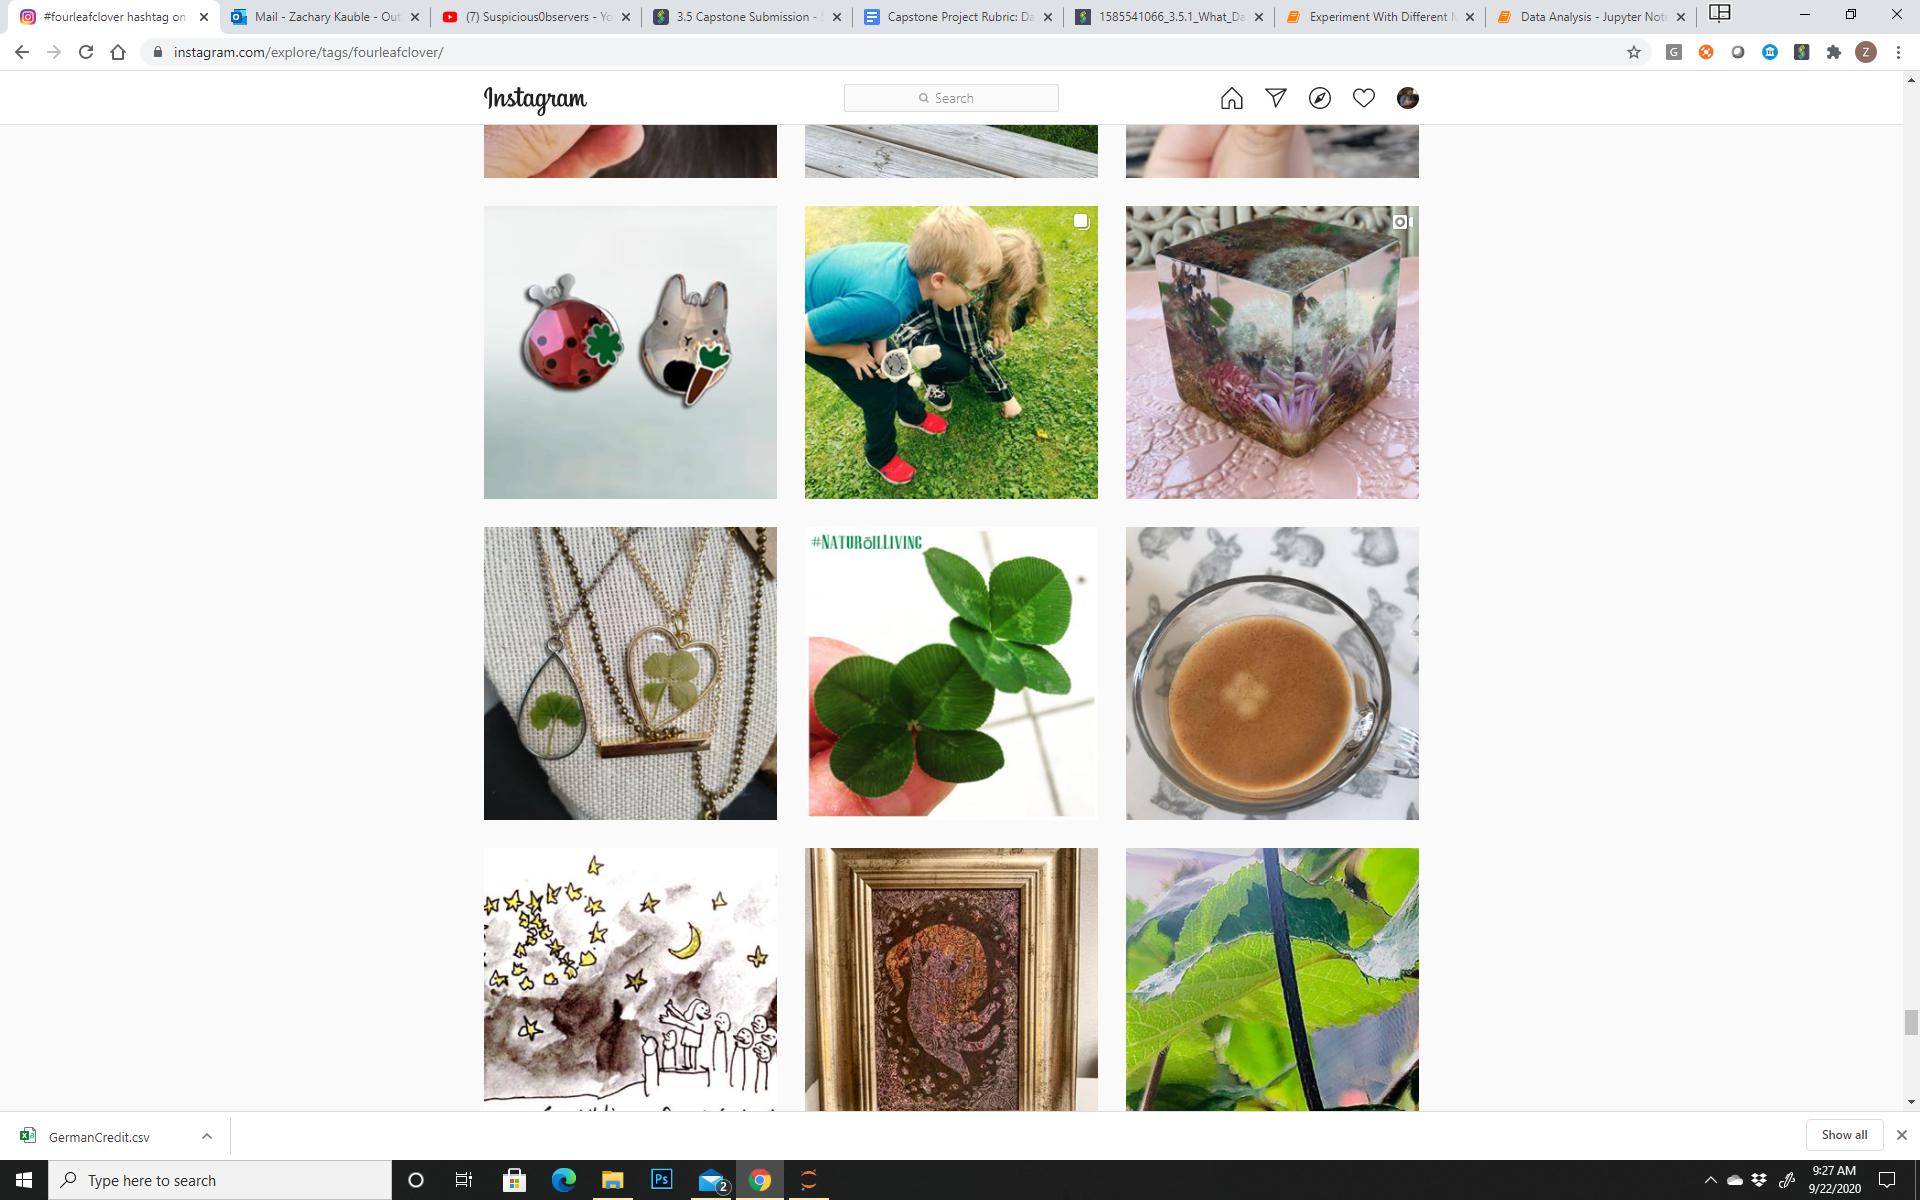 #fourleafclover hashtag on
Mail - Zachary Kauble - Out
(7) Suspicious0bservers - Yo
3.5 Capstone Submission -
Capstone Project Rubric: Da
1585541066_3.5.1_What_Da
Experiment With Different
Data Analysis - Jupyter Not
instagram.com/explore/tags/fourleafclover/
G
Z
Instagram
Search
#NATURoilLIVING
GermanCredit.csv
Show all
Type here to search
Ps
2
9:27 AM
9/22/2020